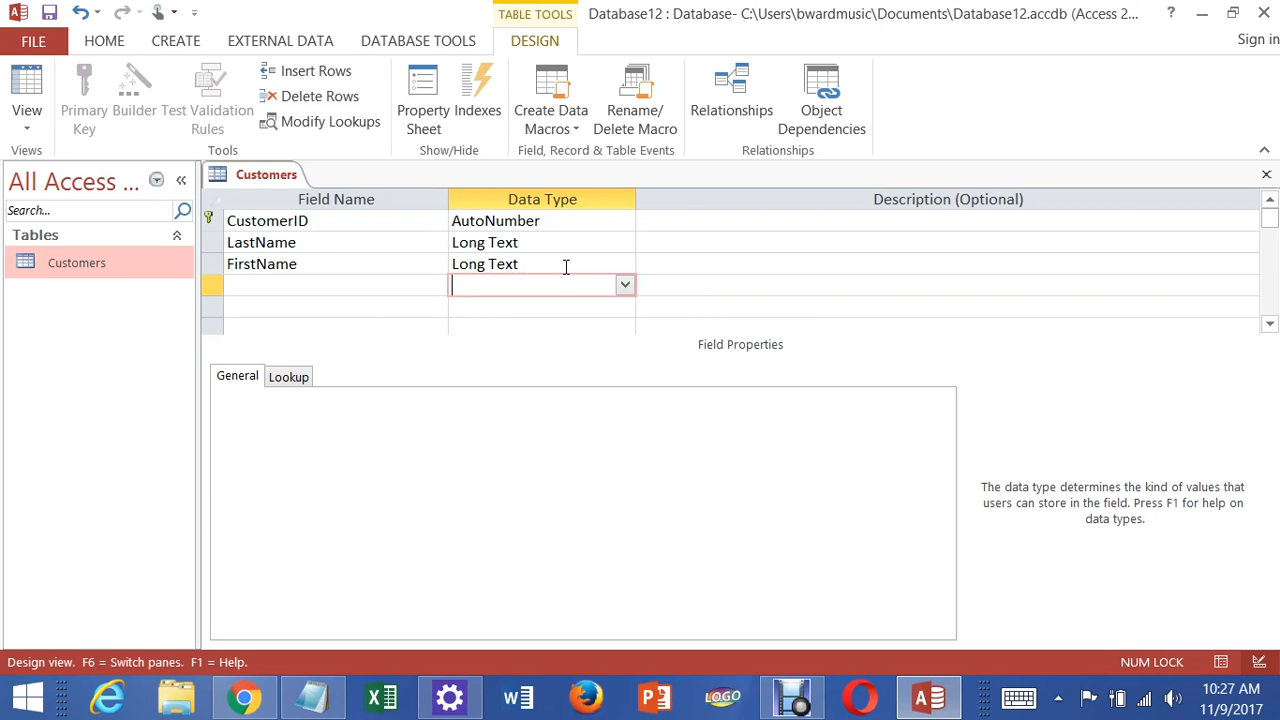 TABLE TOOLS
Database12 : Database- C:\Users\bwardmusic\Documents\Database12.accdb (Access 2...
?
FILE
HOME
CREATE
EXTERNAL DATA
DATABASE TOOLS
DESIGN
Sign in
View
Primary
Key
Builder
Test Validation
Rules
Insert Rows
Delete Rows
Modify Lookups
Property
Sheet
Indexes
Create Data
Macros
Rename/
Delete Macro
Relationships
Object
Dependencies
Views
Tools
Show/Hide
Field, Record & Table Events
Relationships
All Access ...
Search...
Tables
Customers
Customers
Field Name Data Type Description (Optional)
CustomerID AutoNumber
LastName Long Text
FirstName Long Text
Field Properties
General Lookup
The data type determines the kind of values that
users can store in the field. Press F1 for help on
data types.
Design view. F6 = Switch panes. F1 = Help.
NUM LOCK
LOGO
10:27 AM
11/9/2017